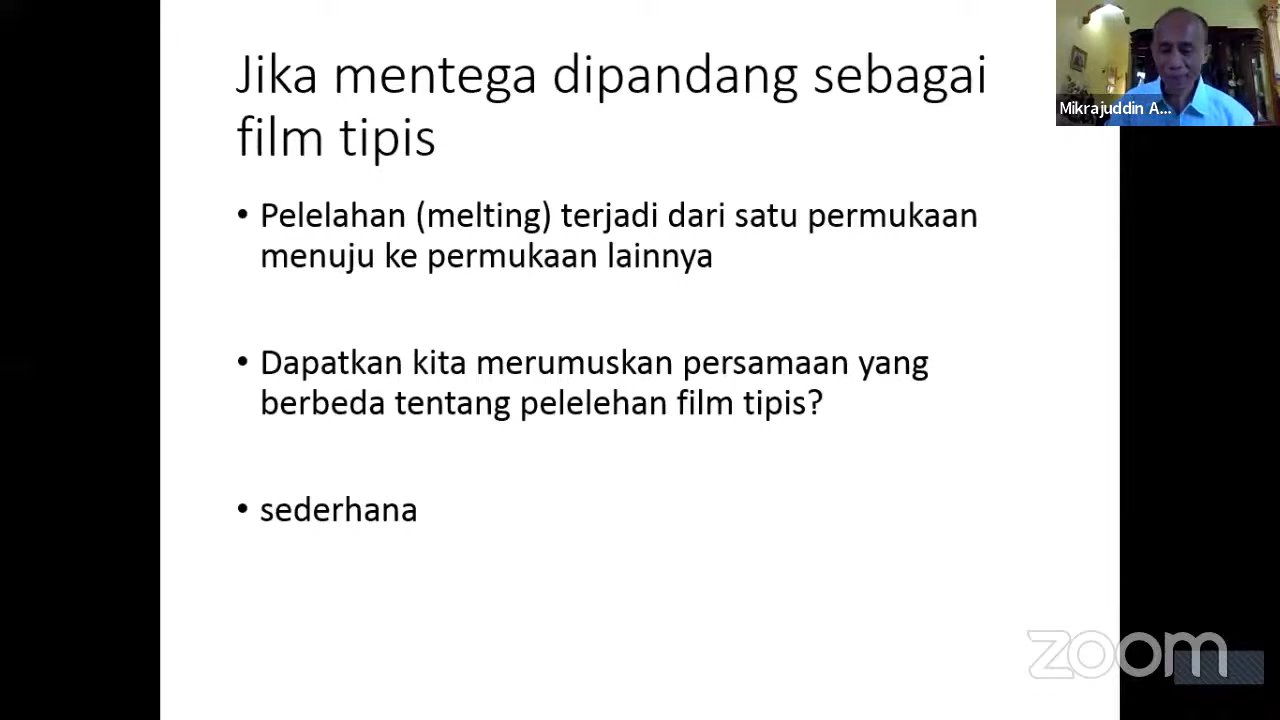 Jika mentega dipandang sebagai
film tipis
• Pelelahan (melting) terjadi dari satu permukaan
menuju ke permukaan lainnya
• Dapatkan kita merumuskan persamaan yang
berbeda tentang pelelehan film tipis?
• sederhana
Mikrajuddin A...
zoom